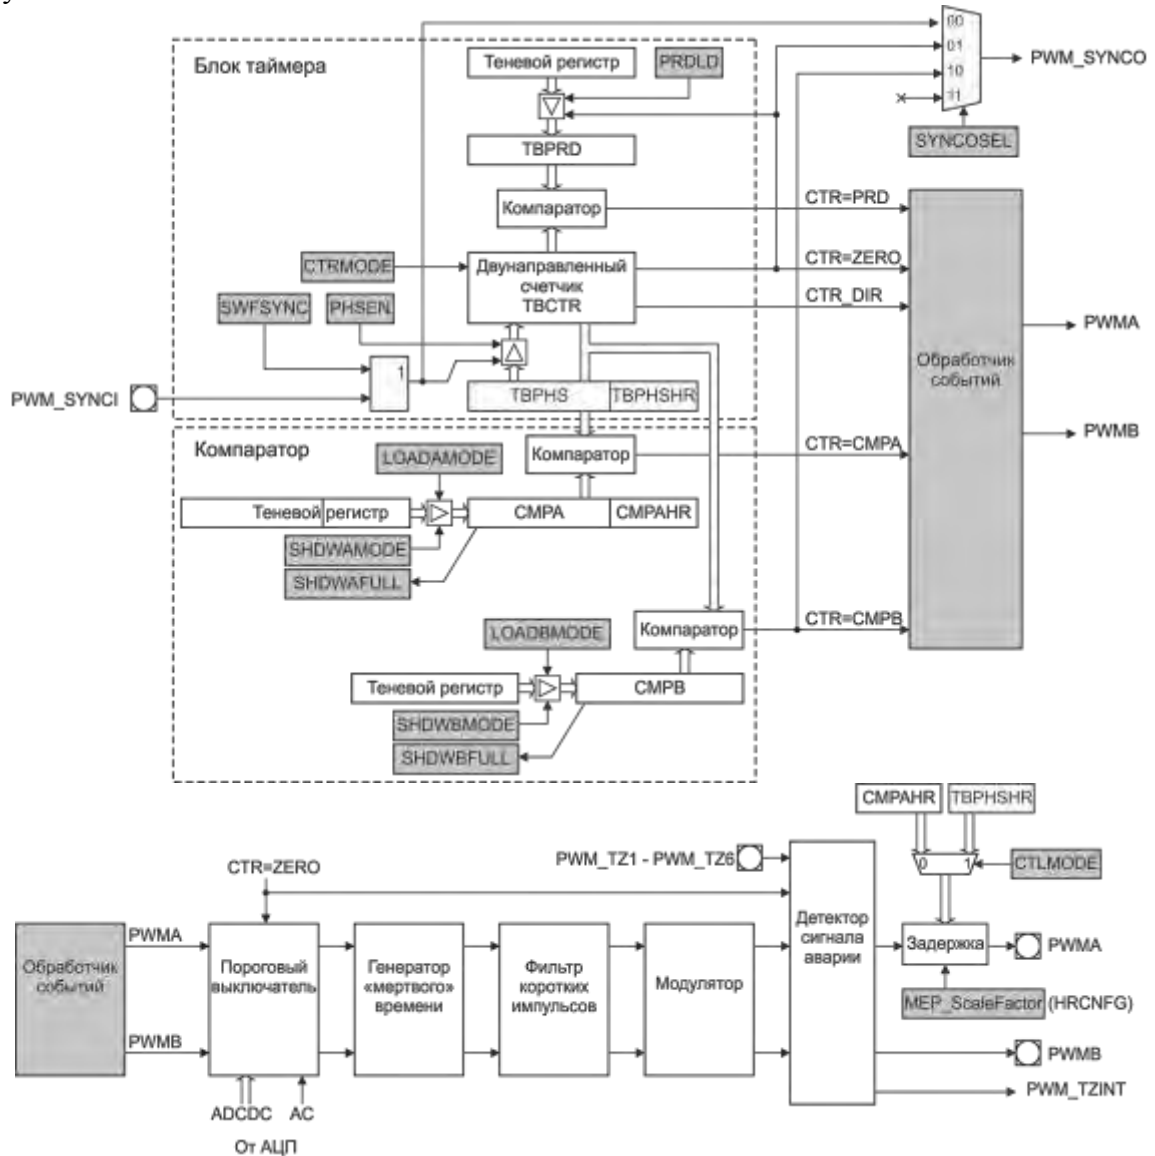 00
Блок таймера
Теневой регистр
PRDLD
01
PWM_SYNCO
10
11
SYNCOSEL
TBPRD
Компаратор
CTR=PRD
CTRMODE
Двунаправленный
счетчик
TBCTR
CTR=ZERO
SWFSYNC
PHSEN
CTR_DIR
PWMA
Обработчик
событий
1
PWM_SYNCI
TBPHS
TBPHSHR
PWMB
Компаратор
LOADAMODE
Компаратор
CTR=CMPA
Теневой регистр
CMPA
CMPAHR
SHDWAMODE
SHDWAFULL
LOADBMODE
Компаратор
CTR=CMPB
Теневой регистр
CMPB
SHDWBMODE
SHDWBFULL
CMPAHR
TBPHSHR
CTR=ZERO
PWM_TZ1 - PWM_TZ6
0
1
CTLMODE
Обработчик
событий
PWMA
PWMB
Пороговый
выключатель
Генератор
«мертвого»
времени
Фильтр
коротких
импульсов
Модулятор
Детектор
сигнала
аварии
Задержка
PWMA
MEP_ScaleFactor (HRCNFG)
PWMB
PWM_TZINT
ADCDC
AC
От АЦП